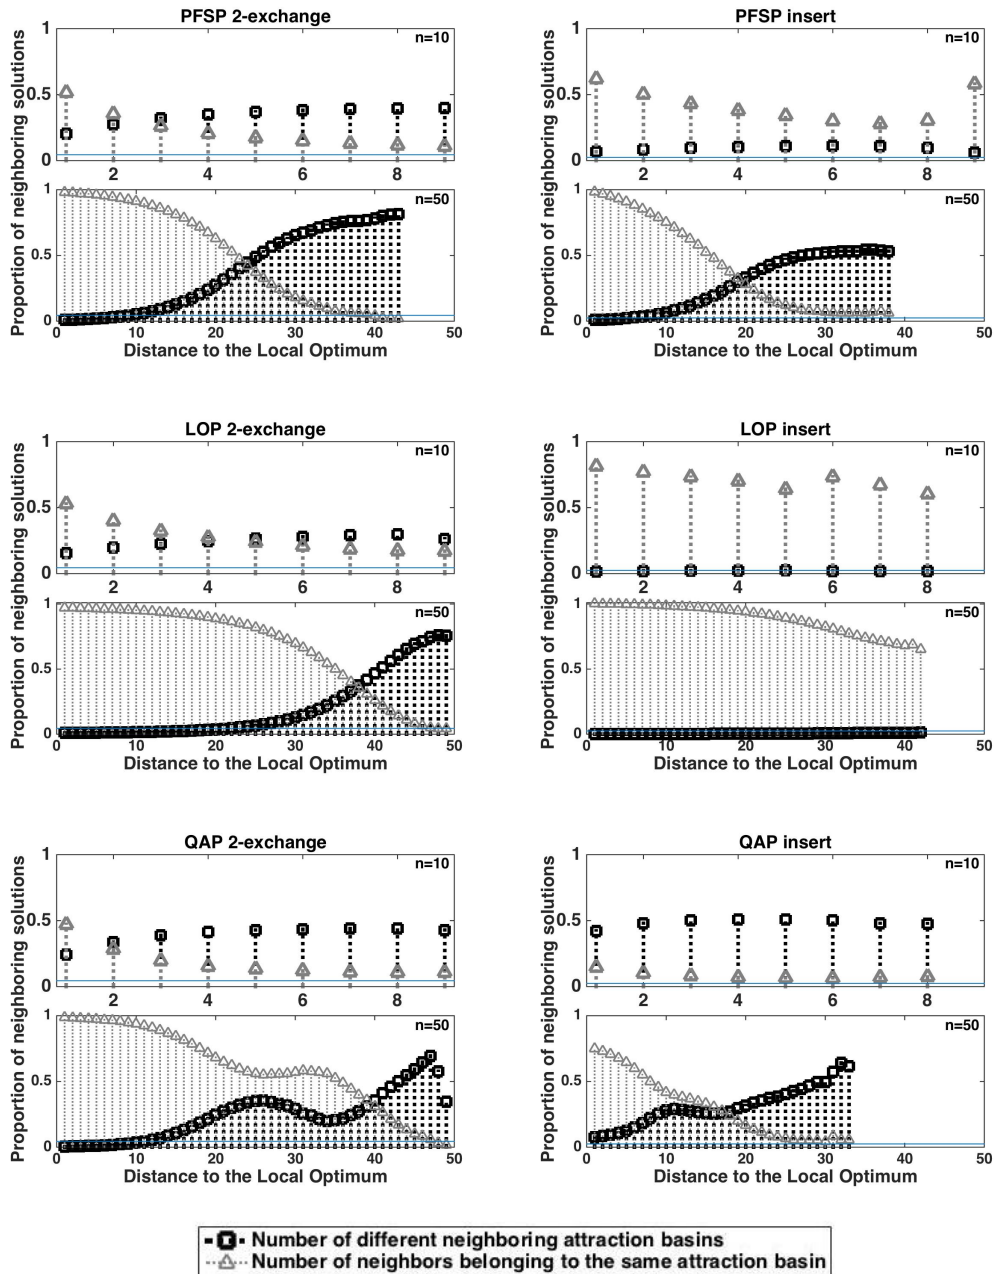 PFSP 2-exchange
Proportion of neighboring solutions
1
0.5
0
n=10
2 4 6 8
1
0.5
0
n=50
0 10 20 30 40 50
Distance to the Local Optimum
PFSP insert
Proportion of neighboring solutions
1
0.5
0
n=10
2 4 6 8
1
0.5
0
n=50
0 10 20 30 40 50
Distance to the Local Optimum
LOP 2-exchange
Proportion of neighboring solutions
1
0.5
0
n=10
2 4 6 8
1
0.5
0
n=50
0 10 20 30 40 50
Distance to the Local Optimum
LOP insert
Proportion of neighboring solutions
1
0.5
0
n=10
2 4 6 8
1
0.5
0
n=50
0 10 20 30 40 50
Distance to the Local Optimum
QAP 2-exchange
Proportion of neighboring solutions
1
0.5
0
n=10
2 4 6 8
1
0.5
0
n=50
0 10 20 30 40 50
Distance to the Local Optimum
QAP insert
Proportion of neighboring solutions
1
0.5
0
n=10
2 4 6 8
1
0.5
0
n=50
0 10 20 30 40 50
Distance to the Local Optimum
Number of different neighboring attraction basins
Number of neighbors belonging to the same attraction basin